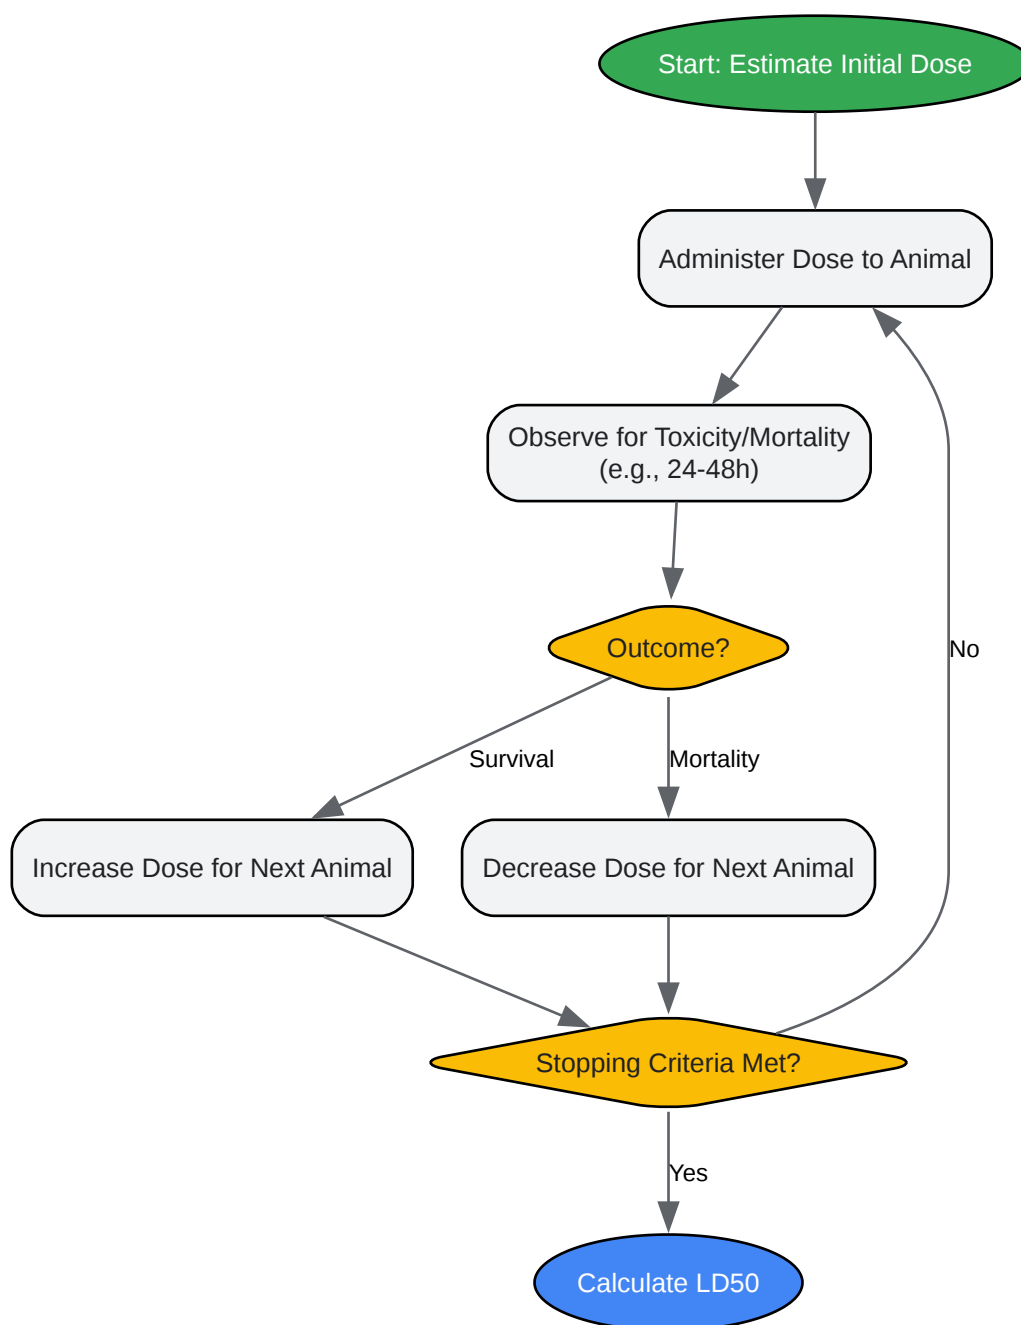 Start: Estimate Initial Dose
Administer Dose to Animal
Observe for Toxicity/Mortality
(e.g., 24-48h)
Outcome?
No
Survival
Mortality
Increase Dose for Next Animal
Decrease Dose for Next Animal
Stopping Criteria Met?
Yes
Calculate LD50